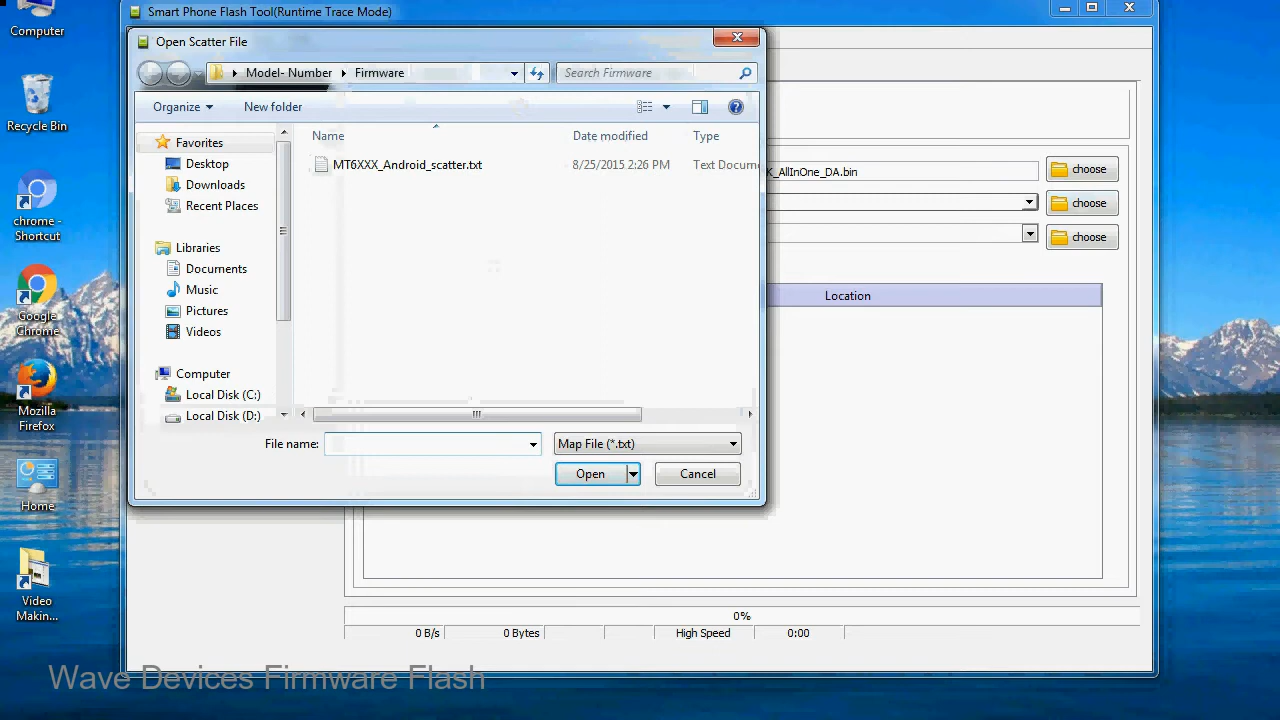 Computer
Recycle Bin
chrome -
Shortcut
Google
Chrome
Mozilla
Firefox
Home
Video
Makin...
Smart Phone Flash Tool(Runtime Trace Mode)
Open Scatter File
Model- Number
Firmware
Search Firmware
Organize
New folder
Favorites
Desktop
Downloads
Recent Places
Libraries
Documents
Music
Pictures
Videos
Computer
Local Disk (C:)
Local Disk (D:)
Name
Date modified
Type
MT6XXX_Android_scatter.txt
8/25/2015 2:26 PM
Text Docum
File name:
Map File (*.txt)
Open
Cancel
K_AllInOne_DA.bin
choose
choose
choose
Location
0%
0 B/s
0 Bytes
High Speed
0:00
Wave Devices Firmware Flash